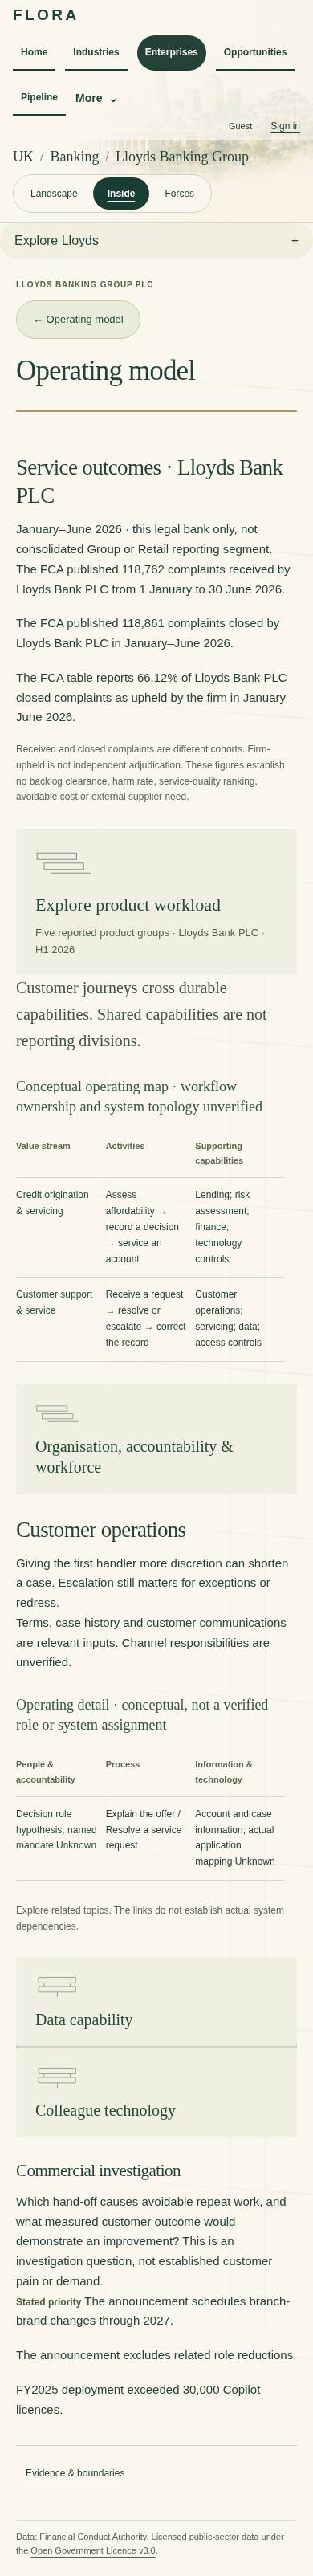 FLORA
Home Industries Enterprises Opportunities
Pipeline More ⌄
Guest Sign in
UK / Banking / Lloyds Banking Group
Landscape Inside Forces
Explore Lloyds +
LLOYDS BANKING GROUP PLC
← Operating model
Operating model
Service outcomes · Lloyds Bank
PLC
January–June 2026 · this legal bank only, not
consolidated Group or Retail reporting segment.
The FCA published 118,762 complaints received by
Lloyds Bank PLC from 1 January to 30 June 2026.
The FCA published 118,861 complaints closed by
Lloyds Bank PLC in January–June 2026.
The FCA table reports 66.12% of Lloyds Bank PLC
closed complaints as upheld by the firm in January–
June 2026.
Received and closed complaints are different cohorts. Firm-
upheld is not independent adjudication. These figures establish
no backlog clearance, harm rate, service-quality ranking,
avoidable cost or external supplier need.
Explore product workload
Five reported product groups · Lloyds Bank PLC ·
H1 2026
Customer journeys cross durable
capabilities. Shared capabilities are not
reporting divisions.
Conceptual operating map · workflow
ownership and system topology unverified
Value stream Activities Supporting
capabilities
Credit origination Assess Lending; risk
& servicing affordability → assessment;
record a decision finance;
→ service an technology
account controls
Customer support Receive a request Customer
& service → resolve or operations;
escalate → correct servicing; data;
the record access controls
Organisation, accountability &
workforce
Customer operations
Giving the first handler more discretion can shorten
a case. Escalation still matters for exceptions or
redress.
Terms, case history and customer communications
are relevant inputs. Channel responsibilities are
unverified.
Operating detail · conceptual, not a verified
role or system assignment
People & Process Information &
accountability technology
Decision role Explain the offer / Account and case
hypothesis; named Resolve a service information; actual
mandate Unknown request application
mapping Unknown
Explore related topics. The links do not establish actual system
dependencies.
Data capability
Colleague technology
Commercial investigation
Which hand-off causes avoidable repeat work, and
what measured customer outcome would
demonstrate an improvement? This is an
investigation question, not established customer
pain or demand.
Stated priority The announcement schedules branch-
brand changes through 2027.
The announcement excludes related role reductions.
FY2025 deployment exceeded 30,000 Copilot
licences.
Evidence & boundaries
Data: Financial Conduct Authority. Licensed public-sector data under
the Open Government Licence v3.0.